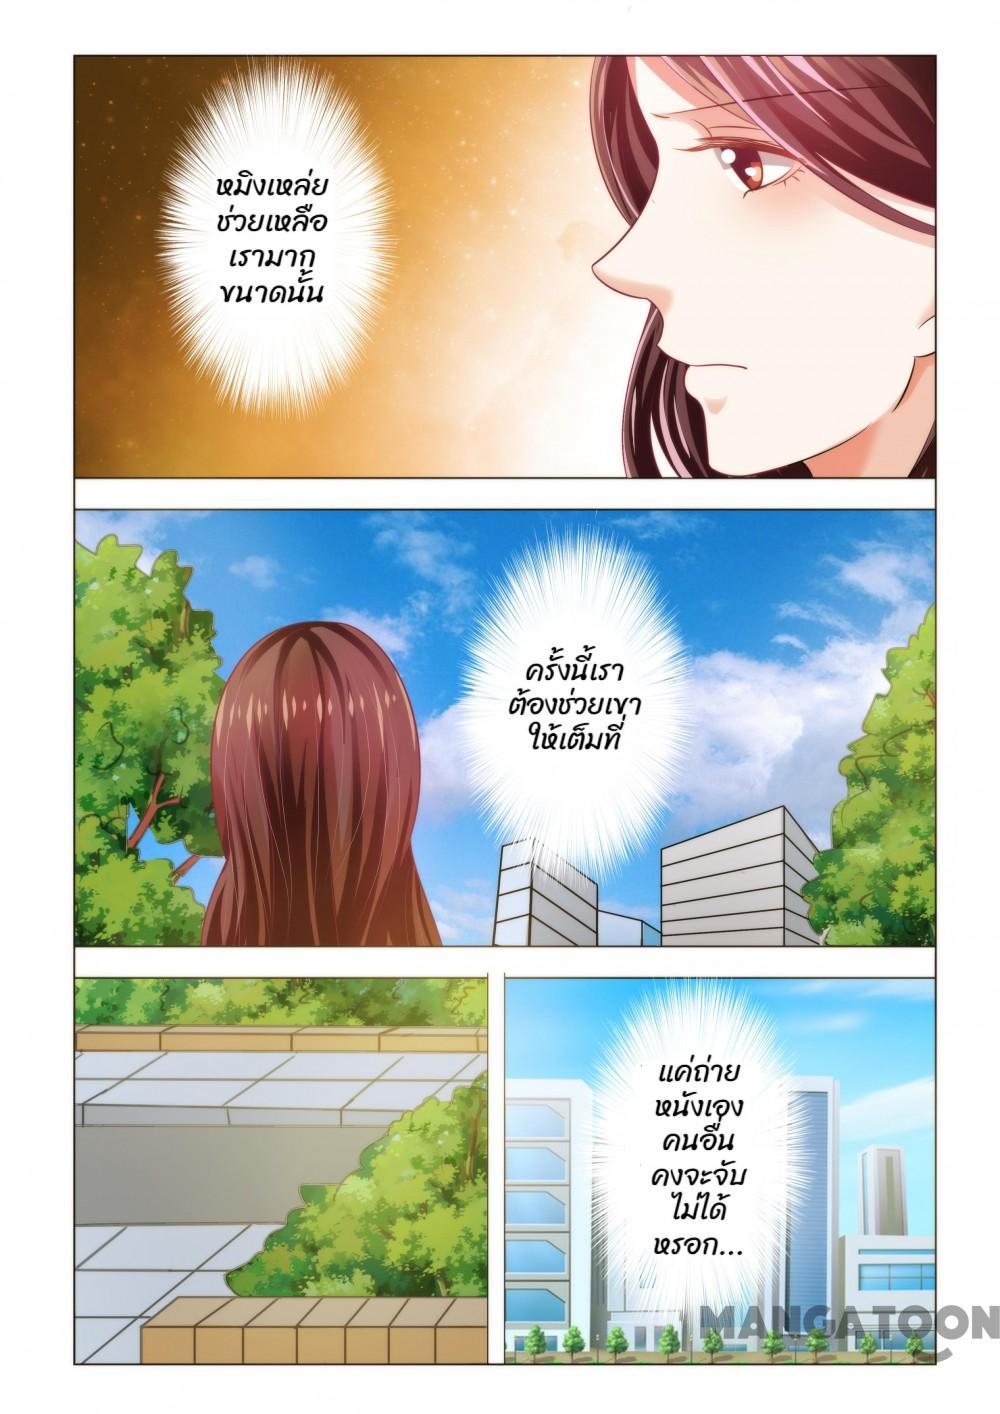 หมิงเหล่ย
ช่วยเหลือ
เรามาก
ขนาดนั้น
ครั้งนี้เรา
ต้องช่วยเขา
ให้เต็มที่
แค่ถ่าย
หนังเอง
คนอื่น
คงจะจับ
ไม่ได้
หรอก...
MANGATOON